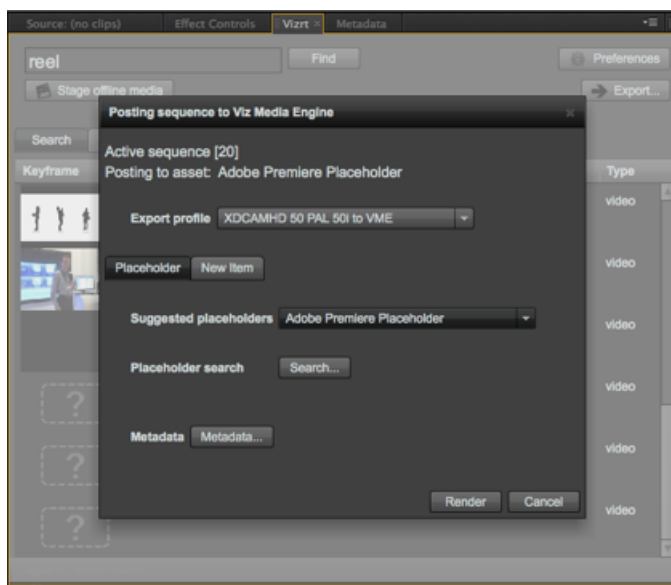 Source: (no clips) Effect Controls Vizrt × Metadata
reel Find Preferences
Stage offline media Export...
Posting sequence to Viz Media Engine ×
Search
Active sequence [20]
Keyframe Posting to asset: Adobe Premiere Placeholder Type
video
Export profile XDCAMHD 50 PAL 50i to VME
Placeholder New Item video
Suggested placeholders Adobe Premiere Placeholder video
Placeholder search Search...
? video
Metadata Metadata...
? video
Render Cancel
? video